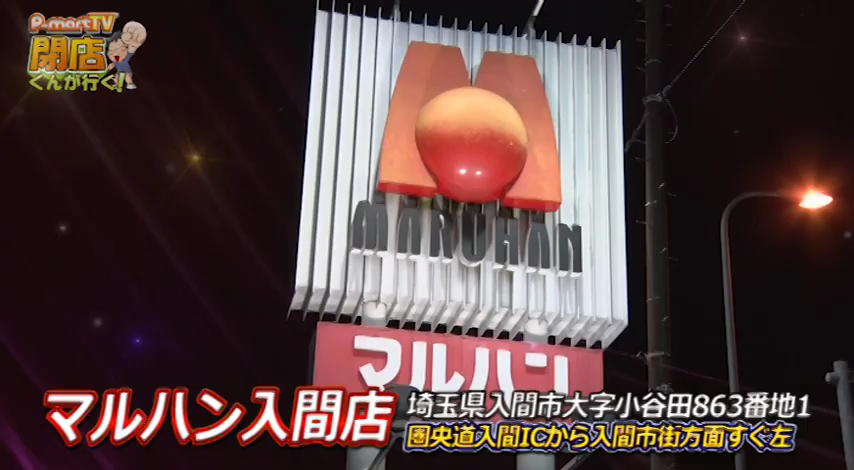 P-martTV
閉店
くんが行く!
MARUHAN
マルハン
マルハン入間店
埼玉県入間市大字小谷田863番地1
圏央道入間ICから入間市街方面すぐ左